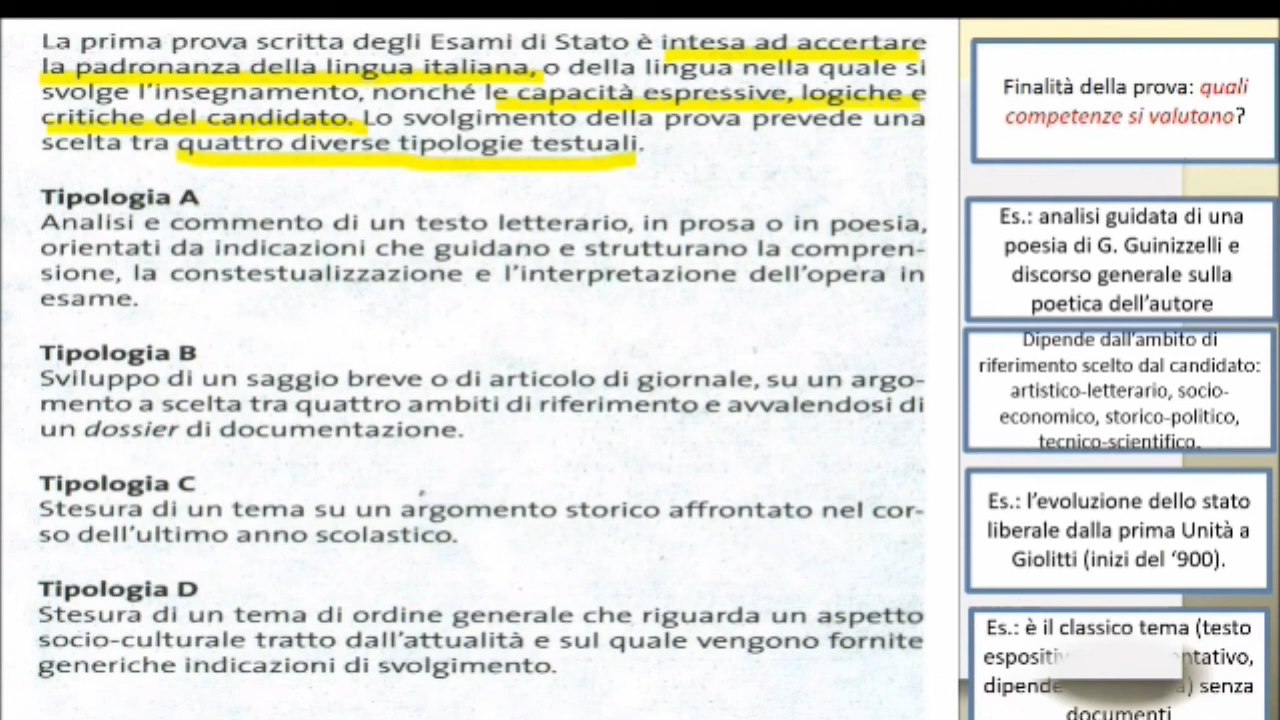 La prima prova scritta degli Esami di Stato è intesa ad accertare
la padronanza della lingua italiana, o della lingua nella quale si
svolge l'insegnamento, nonché le capacità espressive, logiche e
critiche del candidato. Lo svolgimento della prova prevede una
scelta tra quattro diverse tipologie testuali.
Tipologia A
Analisi e commento di un testo letterario, in prosa o in poesia,
orientati da indicazioni che guidano e strutturano la compren-
sione, la constestualizzazione e l'interpretazione dell'opera in
esame.
Tipologia B
Sviluppo di un saggio breve o di articolo di giornale, su un argo-
mento a scelta tra quattro ambiti di riferimento e avvalendosi di
un dossier di documentazione.
Tipologia C
Stesura di un tema su un argomento storico affrontato nel cor-
so dell'ultimo anno scolastico.
Tipologia D
Stesura di un tema di ordine generale che riguarda un aspetto
socio-culturale tratto dall'attualità e sul quale vengono fornite
generiche indicazioni di svolgimento.
Finalità della prova: quali
competenze si valutano?
Es.: analisi guidata di una
poesia di G. Guinizzelli e
discorso generale sulla
poetica dell'autore
Dipende dall'ambito di
riferimento scelto dal candidato:
artistico-letterario, socio-
economico, storico-politico,
tecnico-scientifico.
Es.: l'evoluzione dello stato
liberale dalla prima Unità a
Giolitti (inizi del '900).
Es.: è il classico tema (testo
dipende senza
documenti